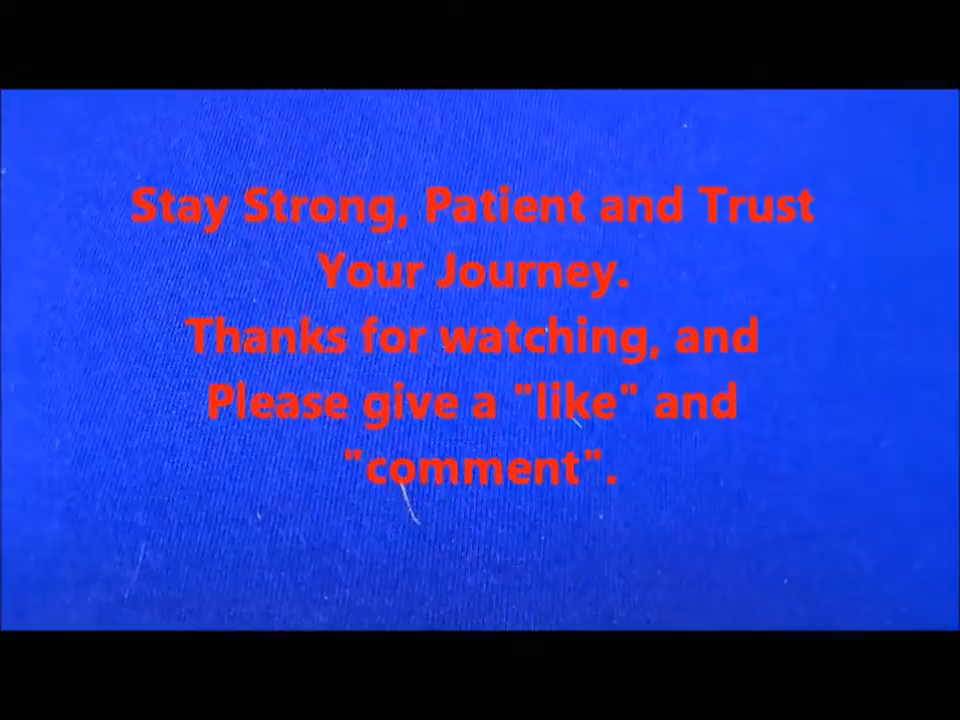 Stay Strong, Patient and Trust
Your Journey.
Thanks for watching, and
Please give a "like" and
"comment".